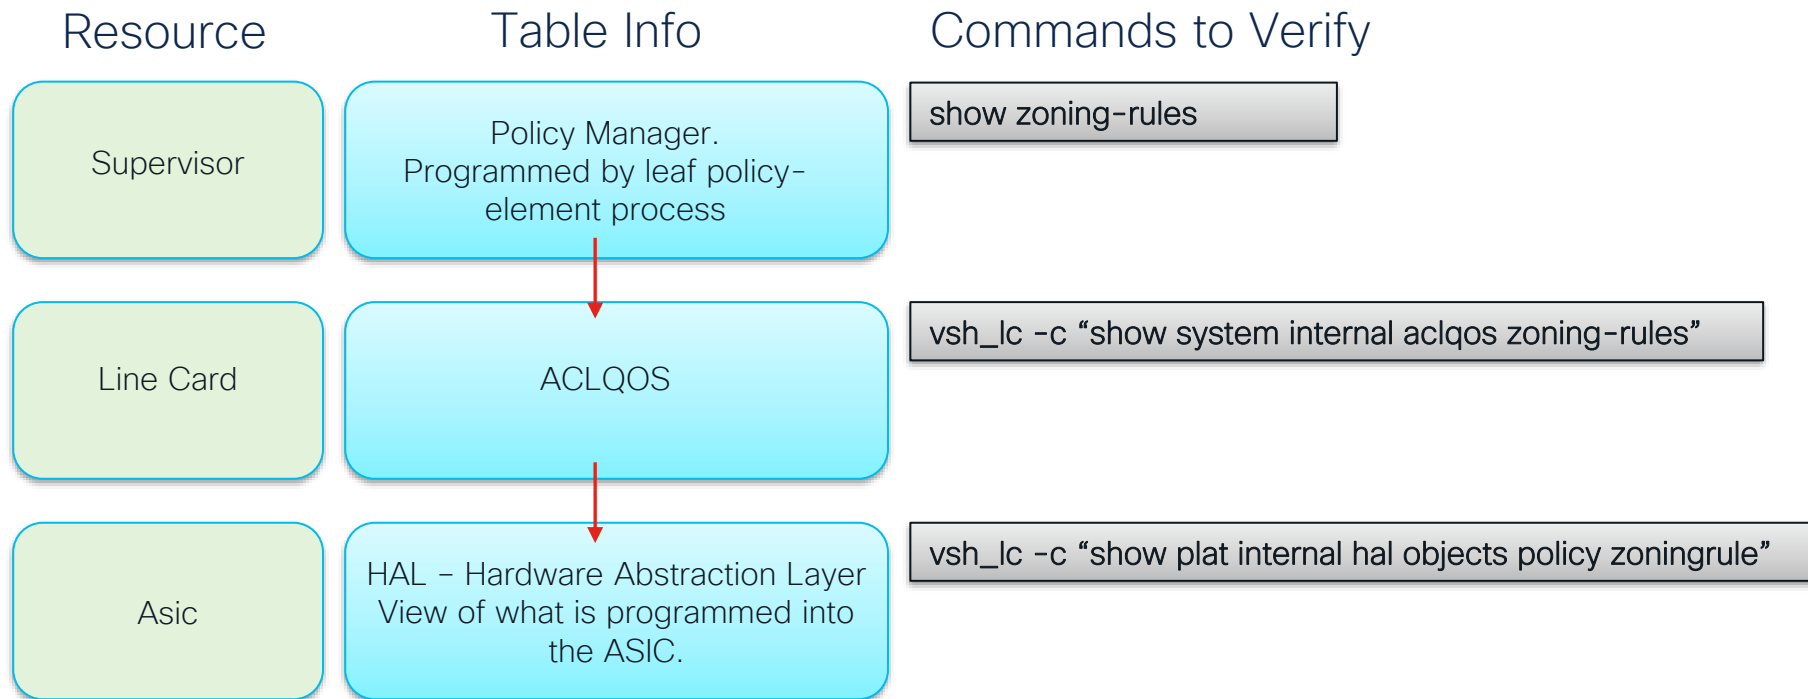 Resource
Table Info
Commands to Verify
Supervisor
Policy Manager.
Programmed by leaf policy-
element process
show zoning-rules
Line Card
ACLQOS
vsh_lc -c “show system internal aclqos zoning-rules”
Asic
HAL – Hardware Abstraction Layer
View of what is programmed into
the ASIC.
vsh_lc -c “show plat internal hal objects policy zoningrule”